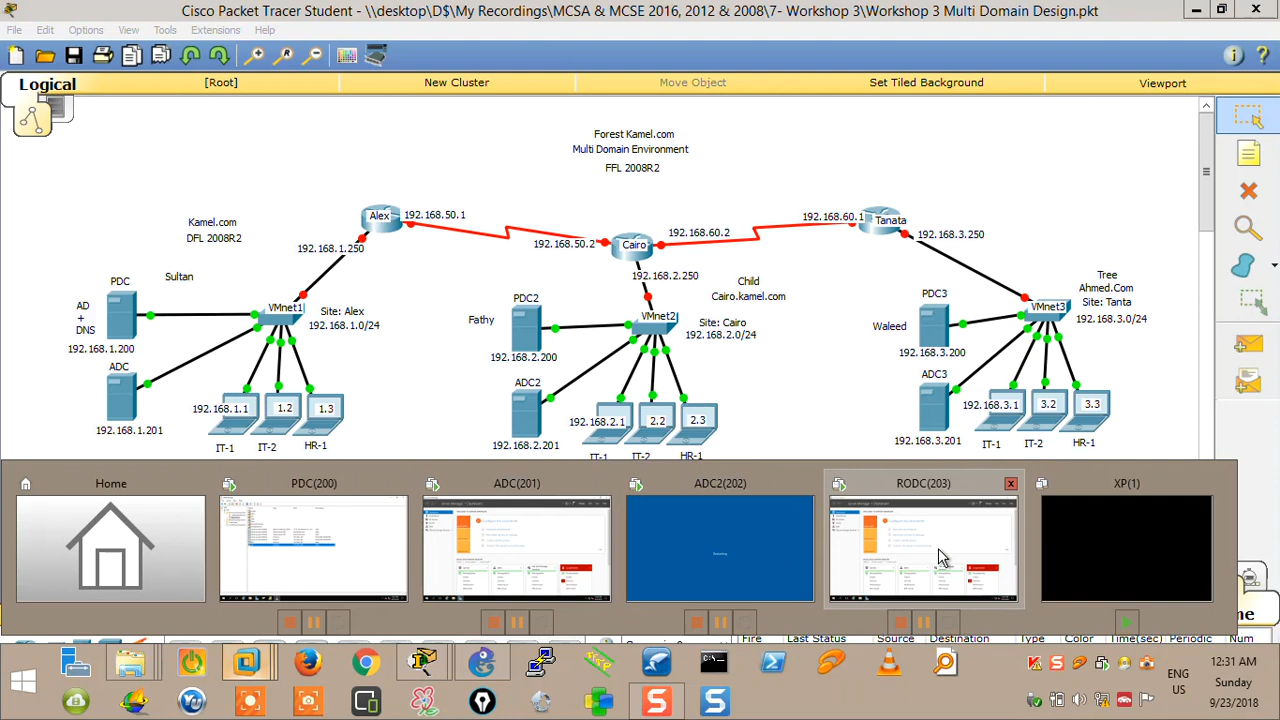 Cisco Packet Tracer Student - \\desktop\D$\My Recordings\MCSA & MCSE 2016, 2012 & 2008\7- Workshop 3\Workshop 3 Multi Domain Design.pkt
File Edit Options View Tools Extensions Help
Logical
[Root]
New Cluster
Move Object
Set Tiled Background
Viewport
Forest Kamel.com
Multi Domain Environment
FFL 2008R2
Kamel.com
DFL 2008R2
Alex
192.168.50.1
192.168.1.250
192.168.50.2
Cairo
192.168.60.2
192.168.2.250
192.168.60.1
Tanata
192.168.3.250
Sultan
PDC
AD
+
DNS
192.168.1.200
VMnet1
Site: Alex
192.168.1.0/24
ADC
192.168.1.201
192.168.1.1
1.2
1.3
IT-1
IT-2
HR-1
Child
Cairo.kamel.com
PDC2
Fathy
192.168.2.200
VMnet2
Site: Cairo
192.168.2.0/24
ADC2
192.168.2.201
192.168.2.1
2.2
2.3
IT-1
IT-2
HR-1
Tree
Ahmed.Com
Site: Tanta
192.168.3.0/24
PDC3
Waleed
192.168.3.200
VMnet3
ADC3
192.168.3.201
192.168.3.1
3.2
3.3
IT-1
IT-2
HR-1
Home
PDC(200)
ADC(201)
ADC2(202)
RODC(203)
XP(1)
Restarting
Fire
Last Status
Source
Destination
Type
Color
Time(sec)
Periodic
Num
ENG
US
12:31 AM
Sunday
9/23/2018